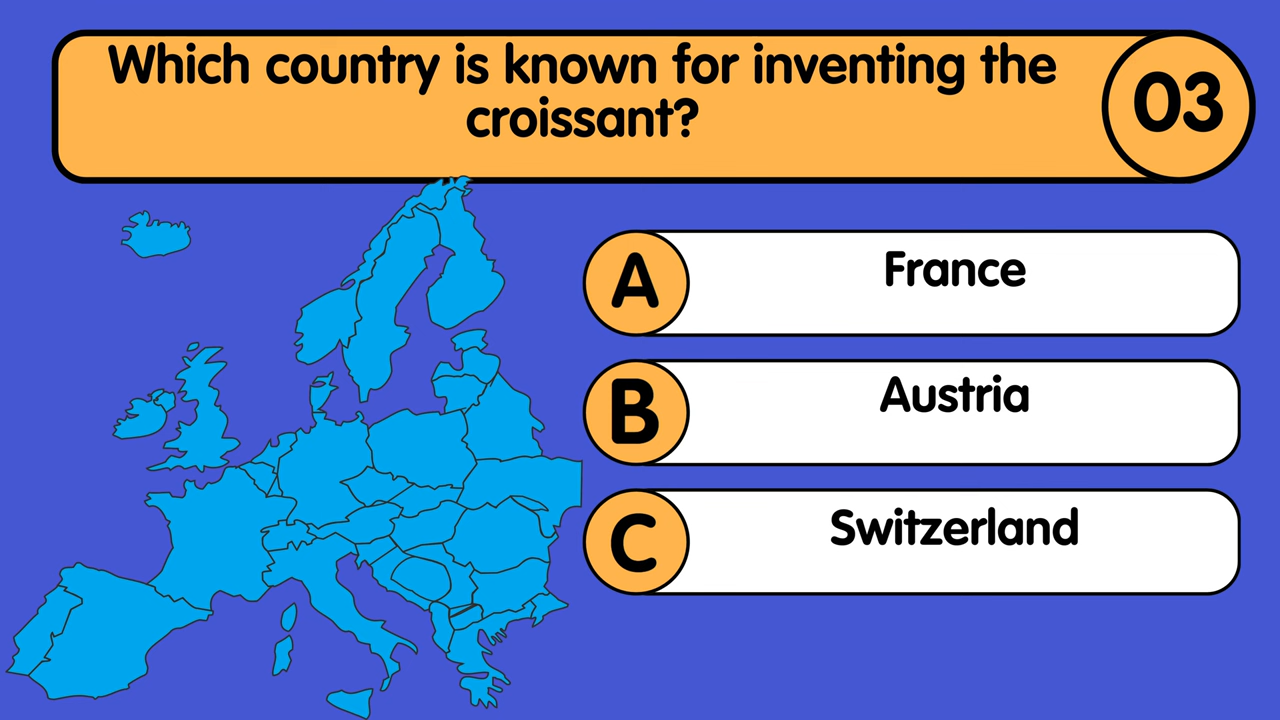 Which country is known for inventing the
croissant?
03
A
France
B
Austria
C
Switzerland